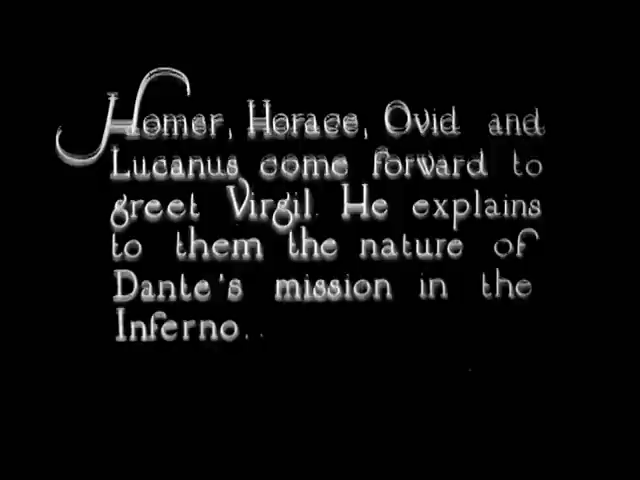 Homer, Horace, Ovid and
Lucanus come forward to
greet Virgil. He explains
to them the nature of
Dante's mission in the
Inferno..